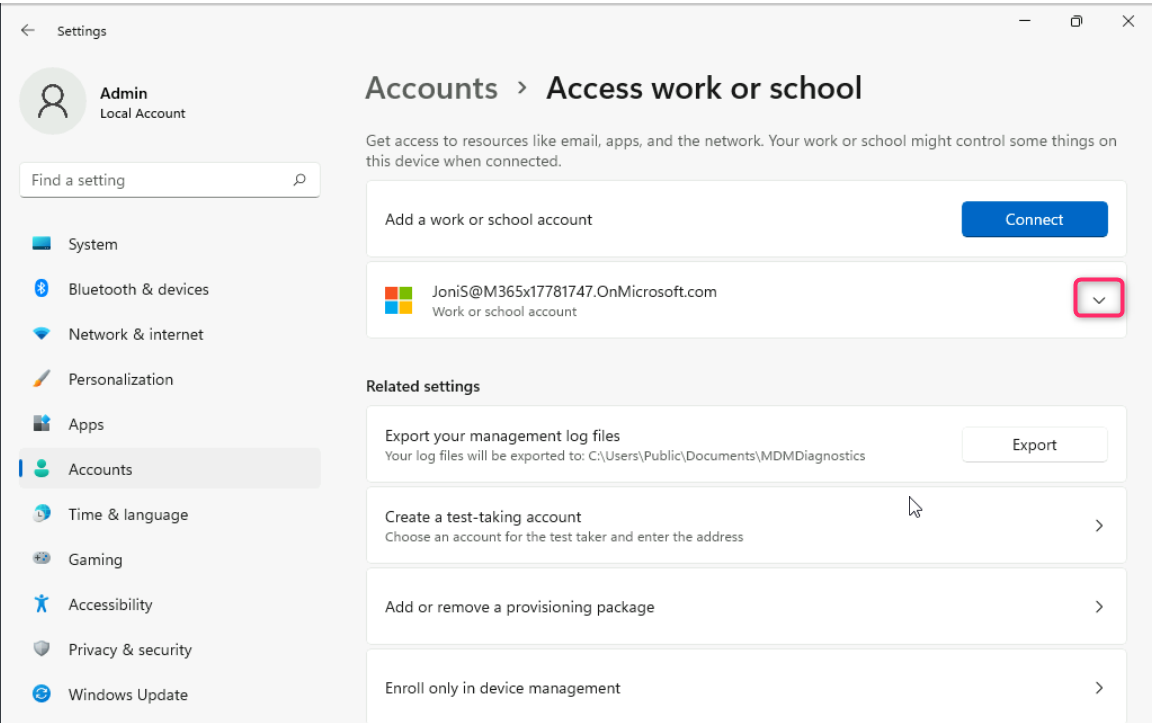 Settings
Admin
Local Account
Find a setting
System
Bluetooth & devices
Network & internet
Personalization
Apps
Accounts
Time & language
Gaming
Accessibility
Privacy & security
Windows Update
Accounts > Access work or school
Get access to resources like email, apps, and the network. Your work or school might control some things on
this device when connected.
Add a work or school account
Connect
JoniS@M365x17781747.OnMicrosoft.com
Work or school account
Related settings
Export your management log files
Your log files will be exported to: C:\Users\Public\Documents\MDMDiagnostics
Export
Create a test-taking account
Choose an account for the test taker and enter the address
Add or remove a provisioning package
Enroll only in device management